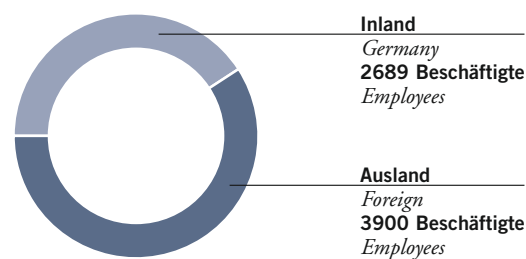 Inland
Germany
2689 Beschäftigte
Employees
Ausland
Foreign
3900 Beschäftigte
Employees